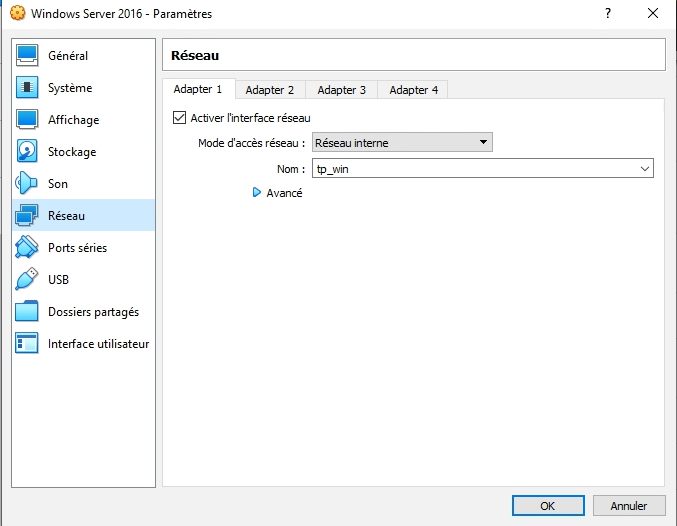 Windows Server 2016 - Paramètres
?
Général
Système
Affichage
Stockage
Son
Réseau
Ports séries
USB
Dossiers partagés
Interface utilisateur
Réseau
Adapter 1 Adapter 2 Adapter 3 Adapter 4
Activer l'interface réseau
Mode d'accès réseau : Réseau interne
Nom : tp_win
Avancé
OK Annuler